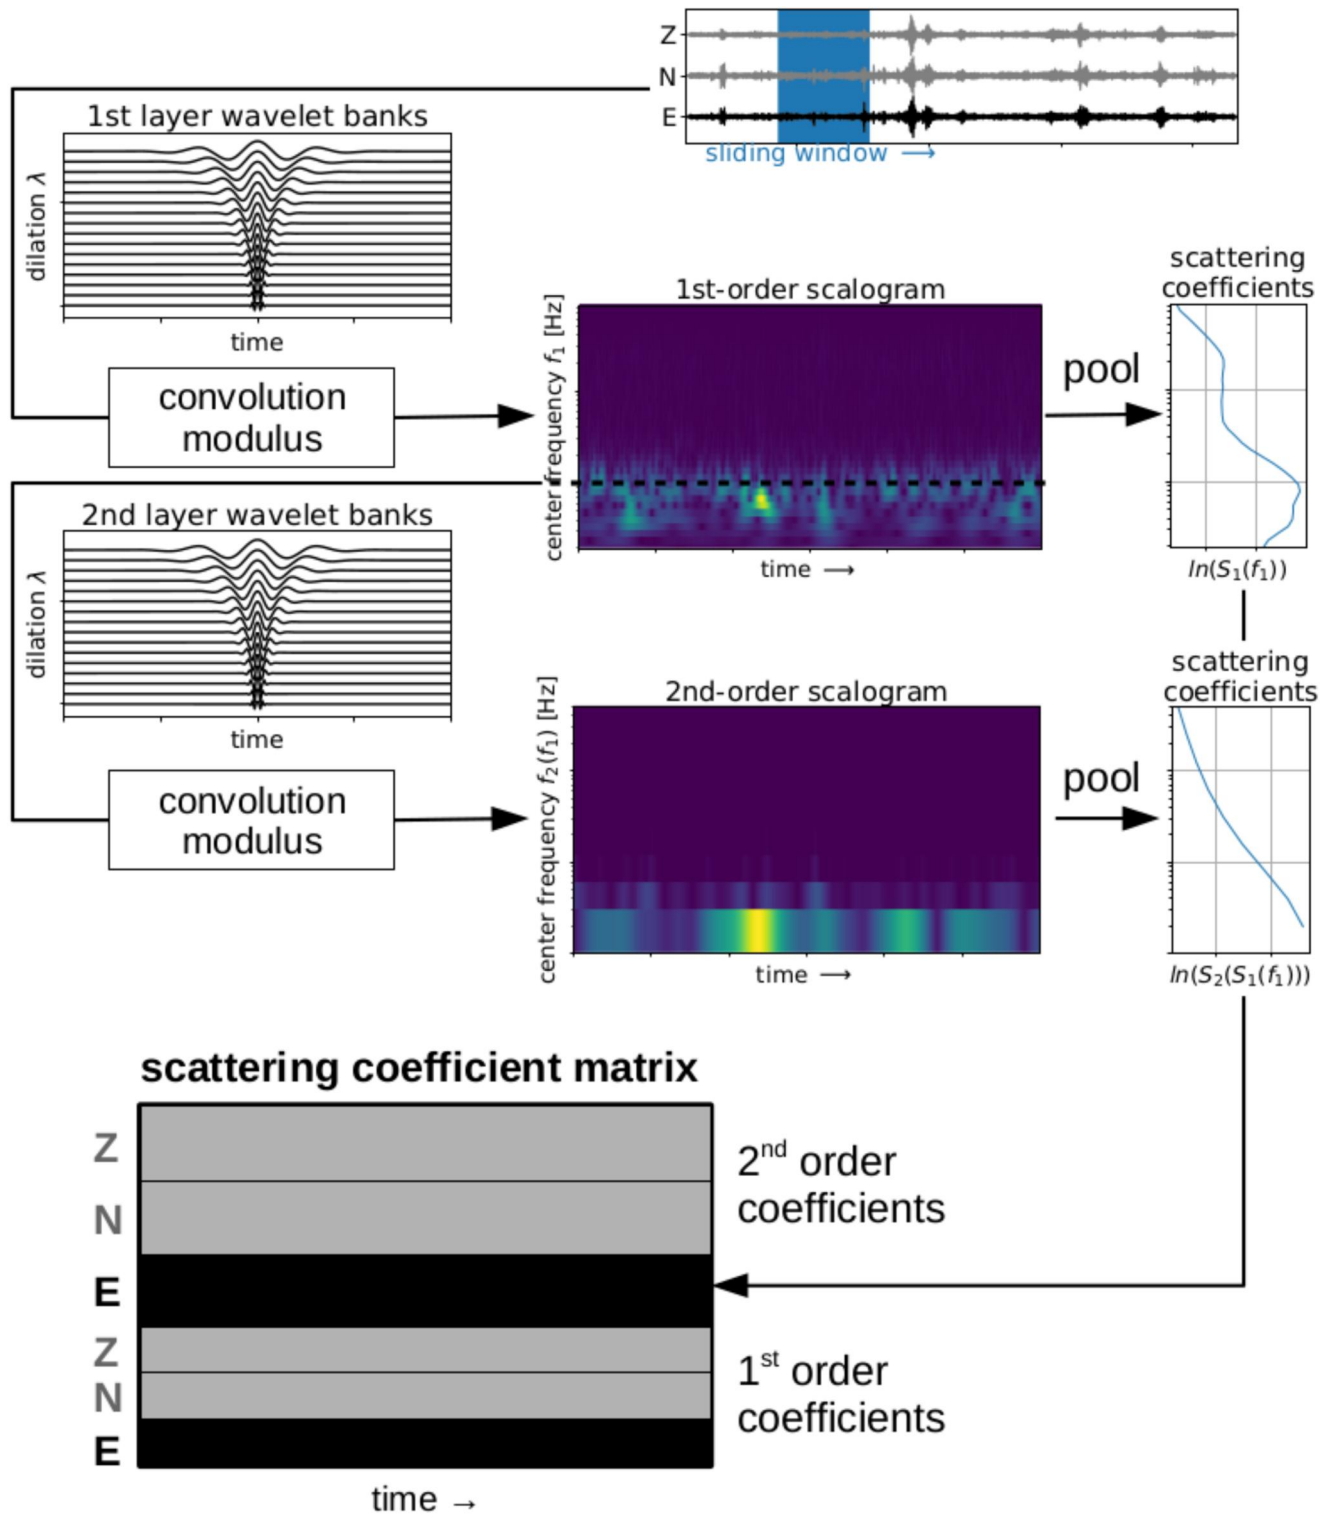 Z
N
E
sliding window →
1st layer wavelet banks
dilation λ
time
convolution
modulus
1st-order scalogram
center frequency f₁ [Hz]
time →
pool
scattering
coefficients
ln(S₁(f₁))
2nd layer wavelet banks
dilation λ
time
convolution
modulus
2nd-order scalogram
center frequency f₂(f₁) [Hz]
time →
pool
scattering
coefficients
ln(S₂(S₁(f₁)))
scattering coefficient matrix
Z
N
E
Z
N
E
2nd order
coefficients
1st order
coefficients
time →